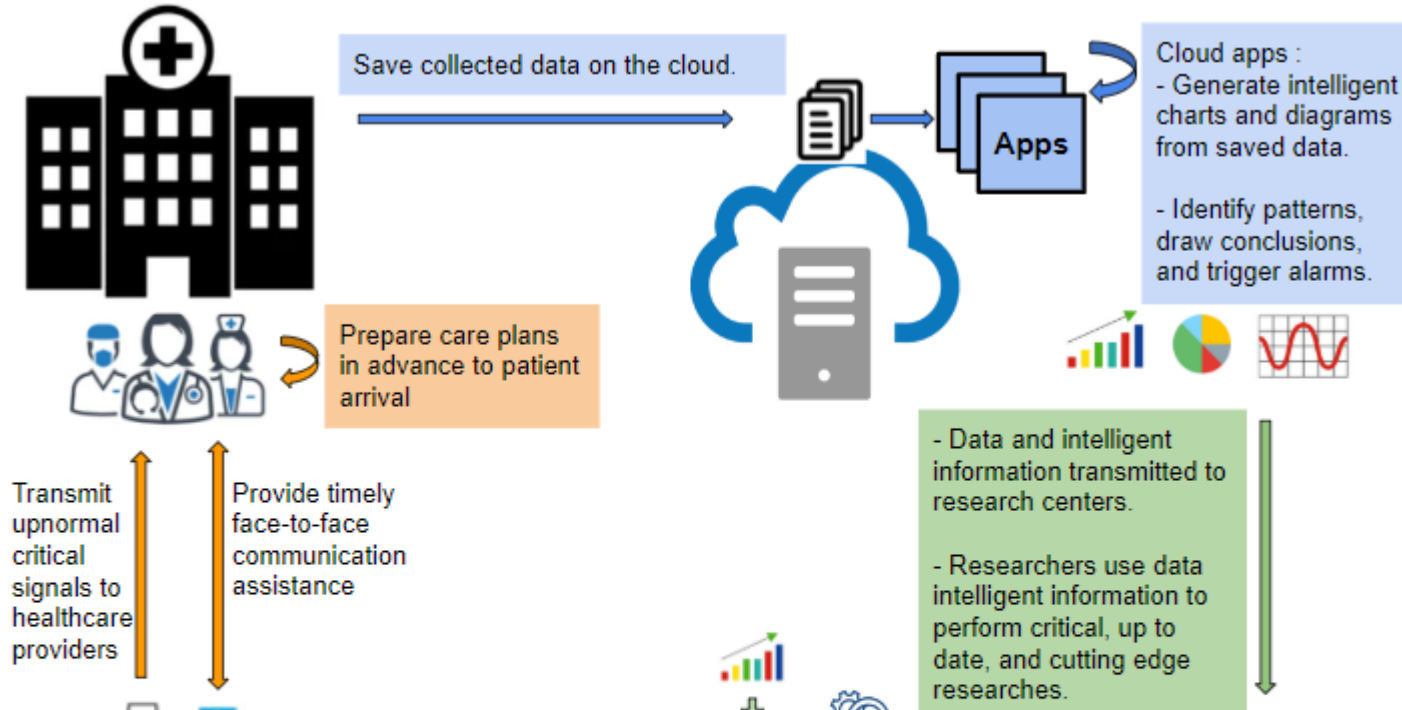 Save collected data on the cloud.
Apps
Cloud apps :
- Generate intelligent
charts and diagrams
from saved data.
- Identify patterns,
draw conclusions,
and trigger alarms.
Prepare care plans
in advance to patient
arrival
Transmit
upnormal
critical
signals to
healthcare
providers
Provide timely
face-to-face
communication
assistance
- Data and intelligent
information transmitted to
research centers.
- Researchers use data
intelligent information to
perform critical, up to
date, and cutting edge
researches.